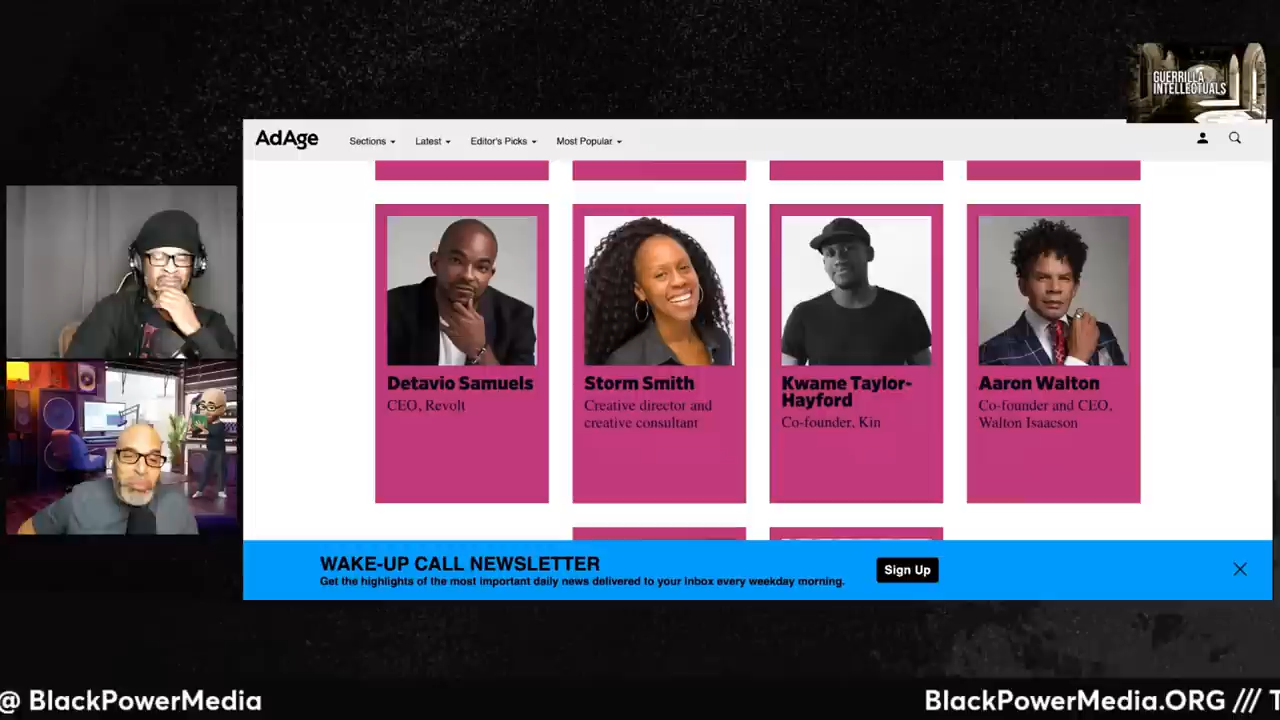 GUERRILLA
INTELLECTUALS
AdAge
Sections
Latest
Editor's Picks
Most Popular
Detavio Samuels
CEO, Revolt
Storm Smith
Creative director and
creative consultant
Kwame Taylor-
Hayford
Co-founder, Kin
Aaron Walton
Co-founder and CEO,
Walton Isaacson
WAKE-UP CALL NEWSLETTER
Get the highlights of the most important daily news delivered to your inbox every weekday morning.
Sign Up
@ BlackPowerMedia
BlackPowerMedia.ORG /// T